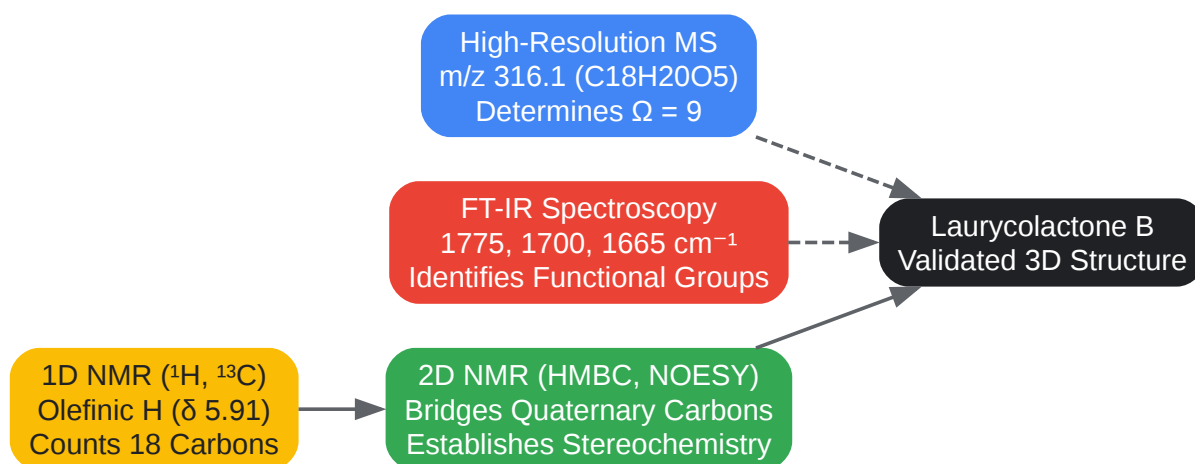 High-Resolution MS
m/z 316.1 (C18H20O5)
Determines Ω = 9
FT-IR Spectroscopy
1775, 1700, 1665 cm⁻¹
Identifies Functional Groups
Laurycolactone B
Validated 3D Structure
1D NMR (¹H, ¹³C)
Olefinic H (δ 5.91)
Counts 18 Carbons
2D NMR (HMBC, NOESY)
Bridges Quaternary Carbons
Establishes Stereochemistry